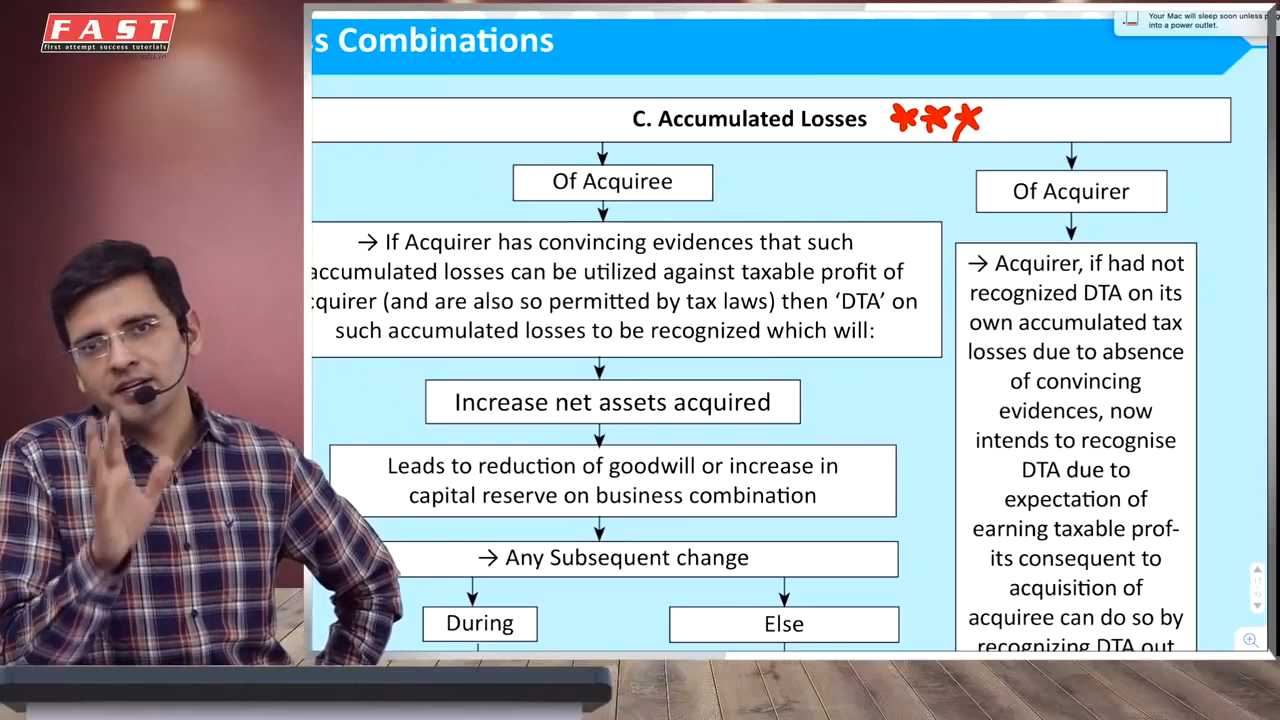 FAST
first attempt success tutorials
Your Mac will sleep soon unless
into a power outlet.
s Combinations
C. Accumulated Losses
Of Acquiree
Of Acquirer
→ If Acquirer has convincing evidences that such
accumulated losses can be utilized against taxable profit of
cquirer (and are also so permitted by tax laws) then ‘DTA’ on
such accumulated losses to be recognized which will:
Increase net assets acquired
Leads to reduction of goodwill or increase in
capital reserve on business combination
→ Any Subsequent change
During
Else
→ Acquirer, if had not
recognized DTA on its
own accumulated tax
losses due to absence
of convincing
evidences, now
intends to recognise
DTA due to
expectation of
earning taxable prof-
its consequent to
acquisition of
acquiree can do so by
recognizing DTA out